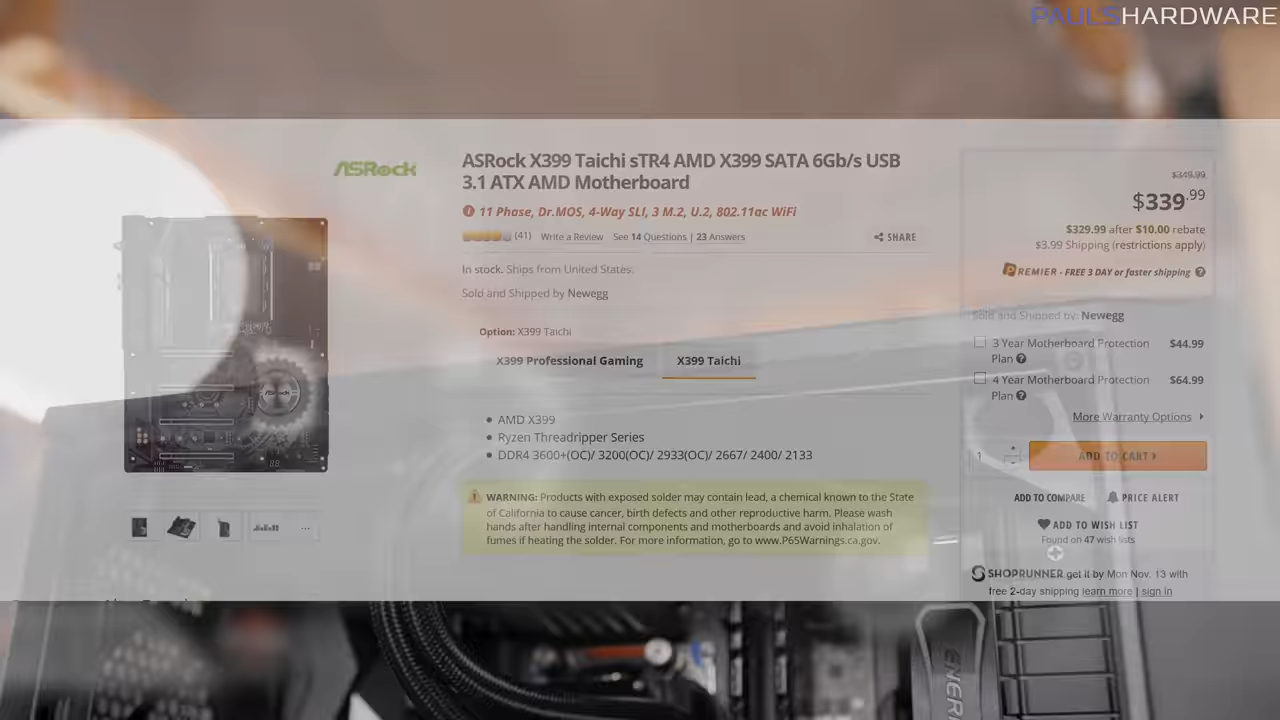 PAULSHARDWARE
ASRock
ASRock X399 Taichi sTR4 AMD X399 SATA 6Gb/s USB
3.1 ATX AMD Motherboard
11 Phase, Dr.MOS, 4-Way SLI, 3 M.2, U.2, 802.11ac WiFi
(41) Write a Review See 14 Questions | 23 Answers
SHARE
In stock. Ships from United States.
Sold and Shipped by Newegg
Option: X399 Taichi
X399 Professional Gaming X399 Taichi
• AMD X399
• Ryzen Threadripper Series
• DDR4 3600+(OC)/ 3200(OC)/ 2933(OC)/ 2667/ 2400/ 2133
WARNING: Products with exposed solder may contain lead, a chemical known to the State
of California to cause cancer, birth defects and other reproductive harm. Please wash
hands after handling internal components and motherboards and avoid inhalation of
fumes if heating the solder. For more information, go to www.P65Warnings.ca.gov.
$349.99
$339.99
$329.99 after $10.00 rebate
$3.99 Shipping (restrictions apply)
PREMIER - FREE 3 DAY or faster shipping ?
Sold and Shipped by: Newegg
3 Year Motherboard Protection $44.99
Plan ?
4 Year Motherboard Protection $64.99
Plan ?
More Warranty Options
1 ADD TO CART
ADD TO COMPARE PRICE ALERT
ADD TO WISH LIST
Found on 47 wish lists
SHOPRUNNER get it by Mon Nov. 13 with
free 2-day shipping learn more | sign in
ASRock
ENER